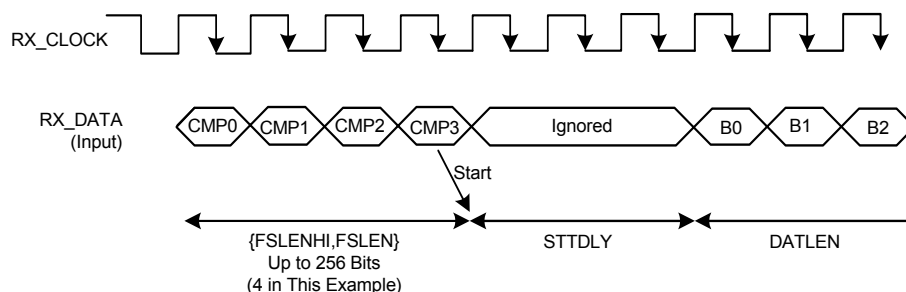 RX_CLOCK
RX_DATA
(Input)
CMP0 CMP1 CMP2 CMP3 Ignored B0 B1 B2
Start
{FSLENHI,FSLEN}
Up to 256 Bits
(4 in This Example)
STTDLY
DATLEN